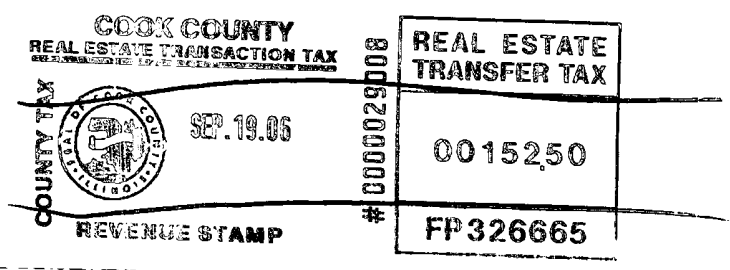 COOK COUNTY
REAL ESTATE TRANSACTION TAX
COUNTY TAX
SEP.19.06
REVENUE STAMP
#0000029008
REAL ESTATE
TRANSFER TAX
0015250
FP326665